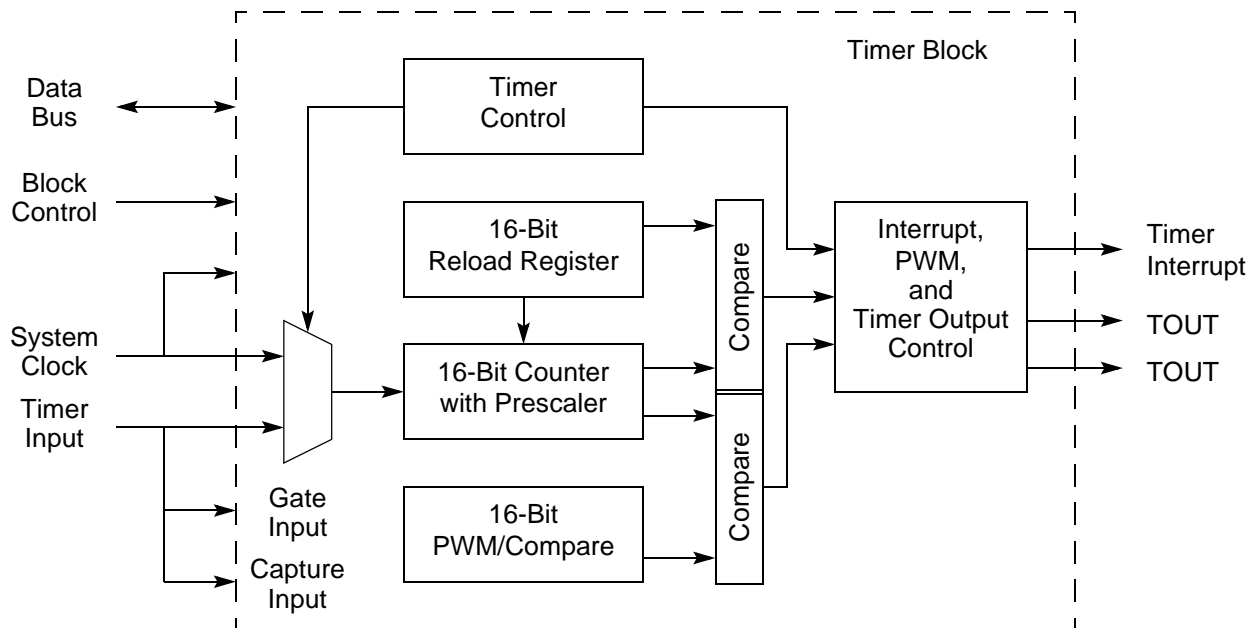 Timer Block
Data
Bus
Timer
Control
Block
Control
16-Bit
Reload Register
Compare
Interrupt,
PWM,
and
Timer Output
Control
Timer
Interrupt
System
Clock
16-Bit Counter
with Prescaler
TOUT
TOUT
Timer
Input
Compare
Gate
Input
16-Bit
PWM/Compare
Capture
Input